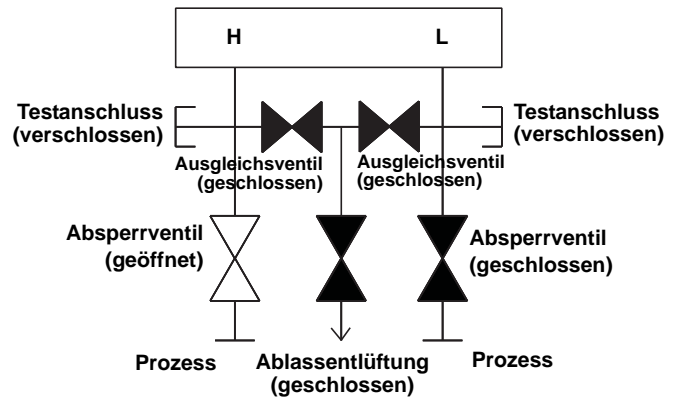 H
L
Testanschluss
(verschlossen)
Testanschluss
(verschlossen)
Ausgleichsventil
(geschlossen)
Ausgleichsventil
(geschlossen)
Absperrventil
(geöffnet)
Absperrventil
(geschlossen)
Prozess
Ablassentlüftung
(geschlossen)
Prozess